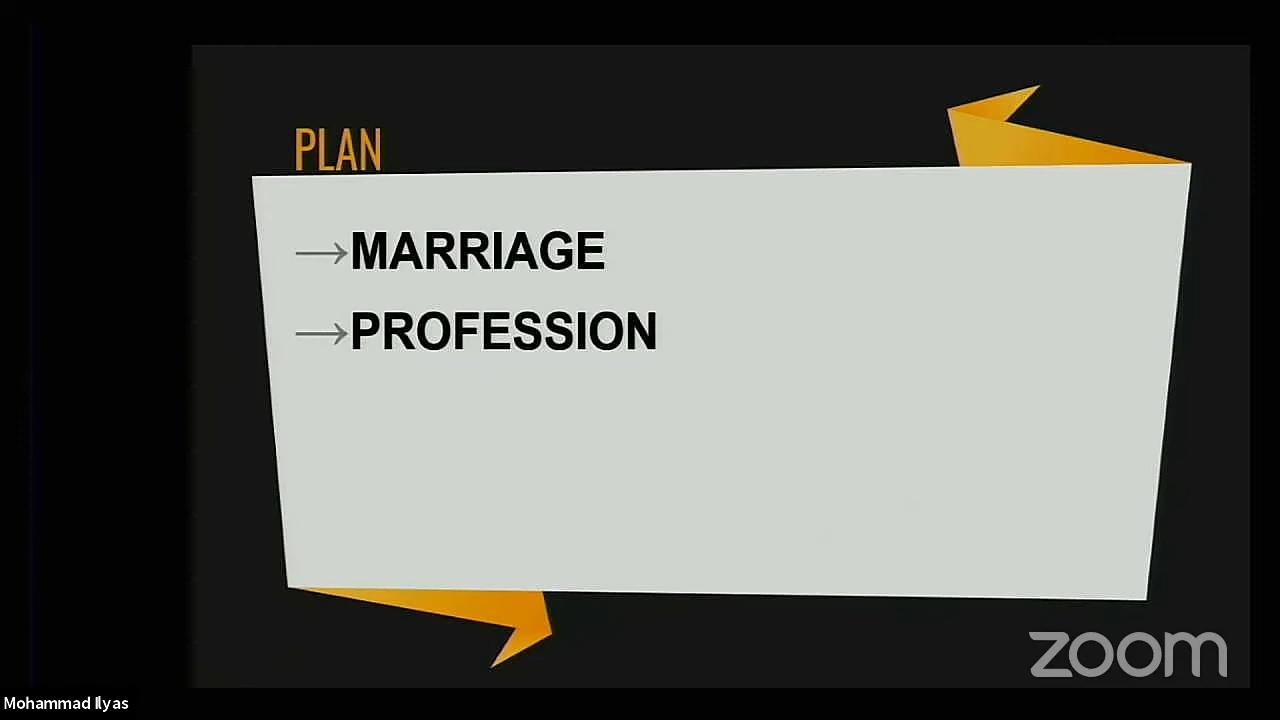 PLAN
→MARRIAGE
→PROFESSION
zoom
Mohammad Ilyas